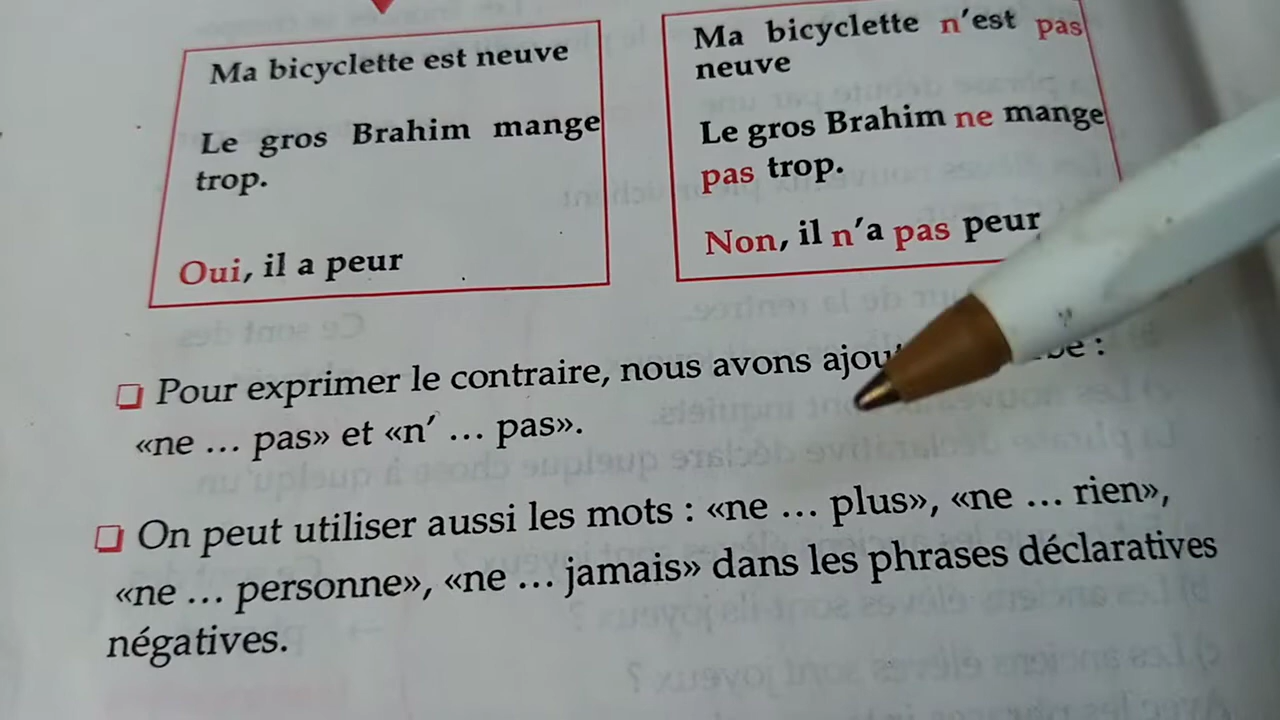 Ma bicyclette est neuve
Le gros Brahim mange
trop.
Oui, il a peur
Ma bicyclette n'est pas
neuve
Le gros Brahim ne mange
pas trop.
Non, il n'a pas peur
Pour exprimer le contraire, nous avons :
«ne ... pas» et «n' ... pas».
On peut utiliser aussi les mots : «ne ... plus», «ne ... rien»,
«ne ... personne», «ne ... jamais» dans les phrases déclaratives
négatives.